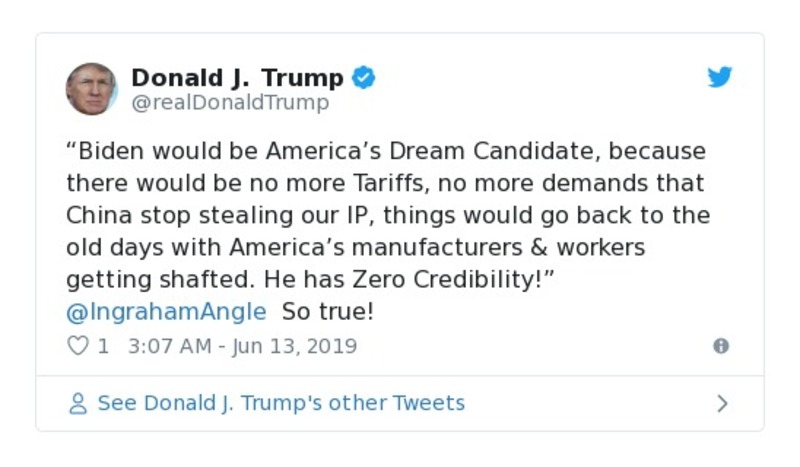 Donald J. Trump
@realDonaldTrump
“Biden would be America’s Dream Candidate, because
there would be no more Tariffs, no more demands that
China stop stealing our IP, things would go back to the
old days with America’s manufacturers & workers
getting shafted. He has Zero Credibility!”
@IngrahamAngle So true!
1 3:07 AM - Jun 13, 2019
See Donald J. Trump's other Tweets